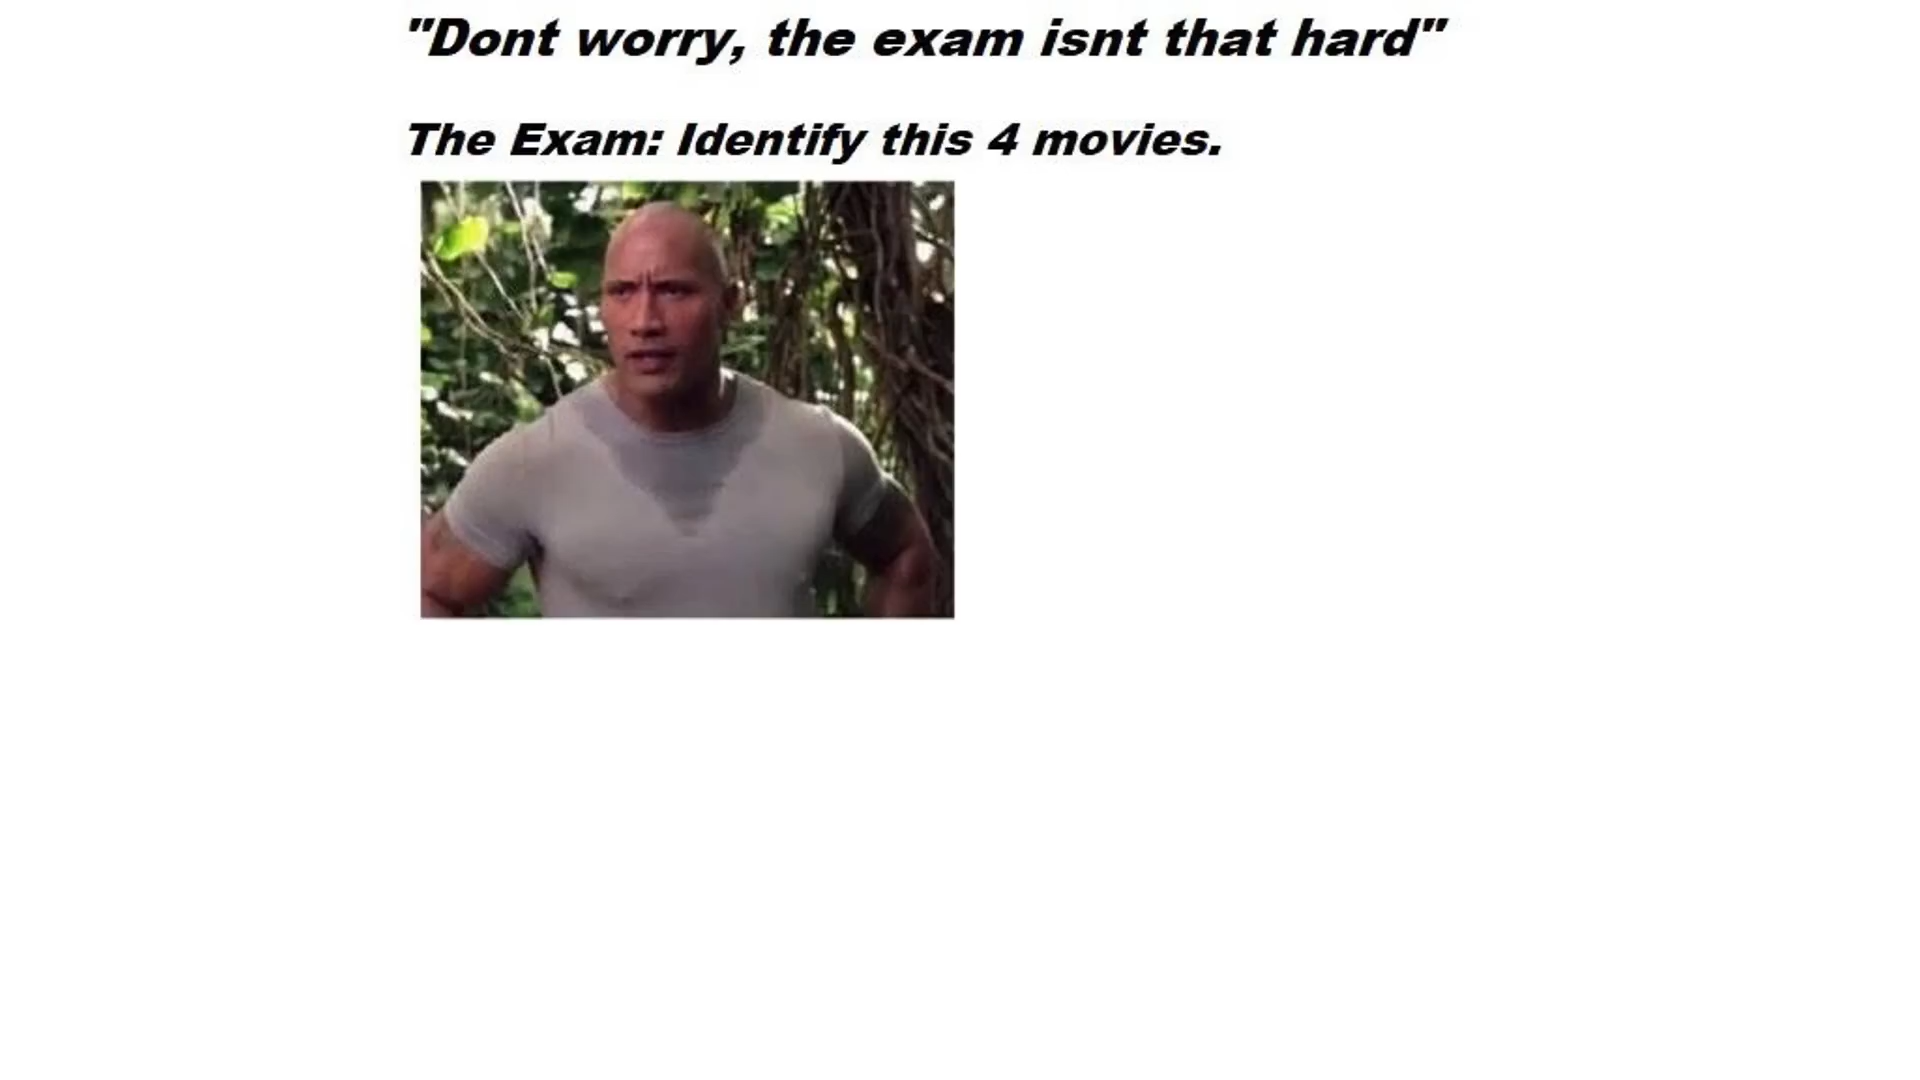 "Dont worry, the exam isnt that hard"
The Exam: Identify this 4 movies.